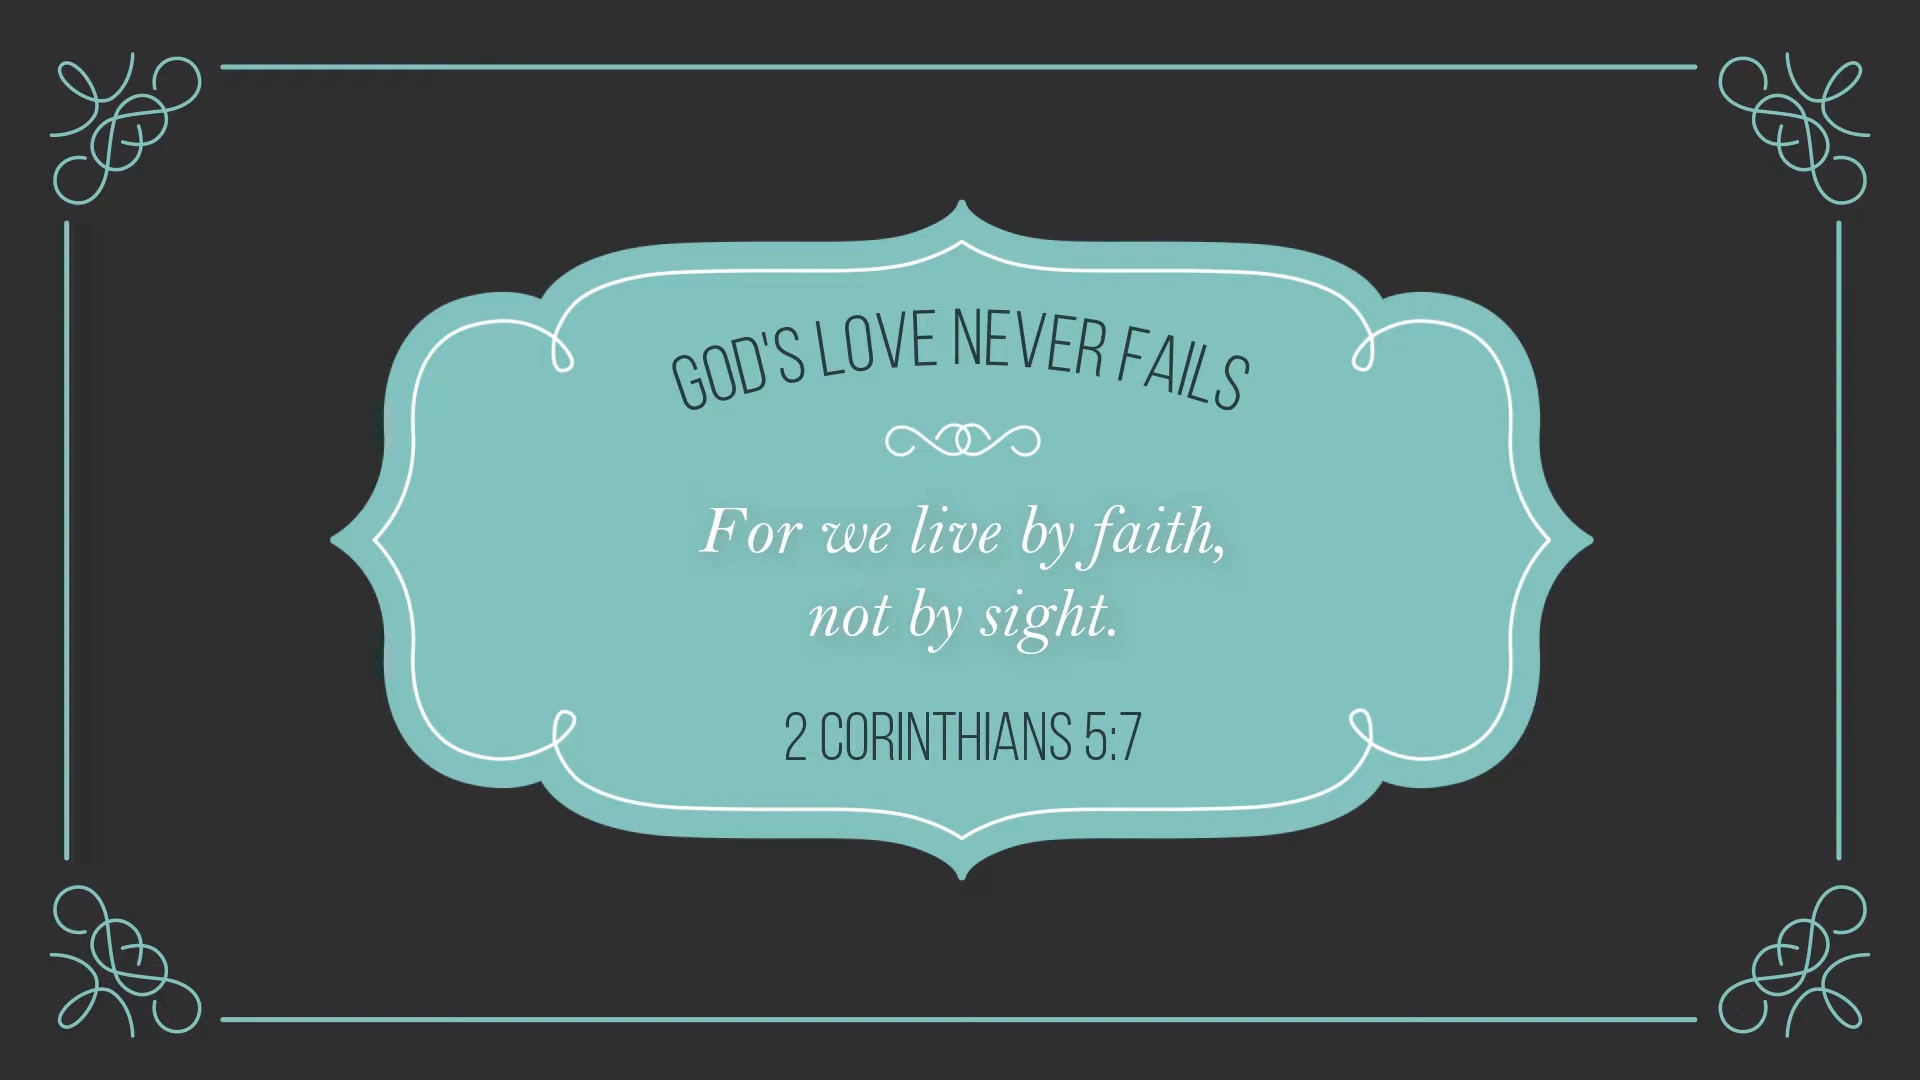 GOD'S LOVE NEVER FAILS
For we live by faith,
not by sight.
2 CORINTHIANS 5:7